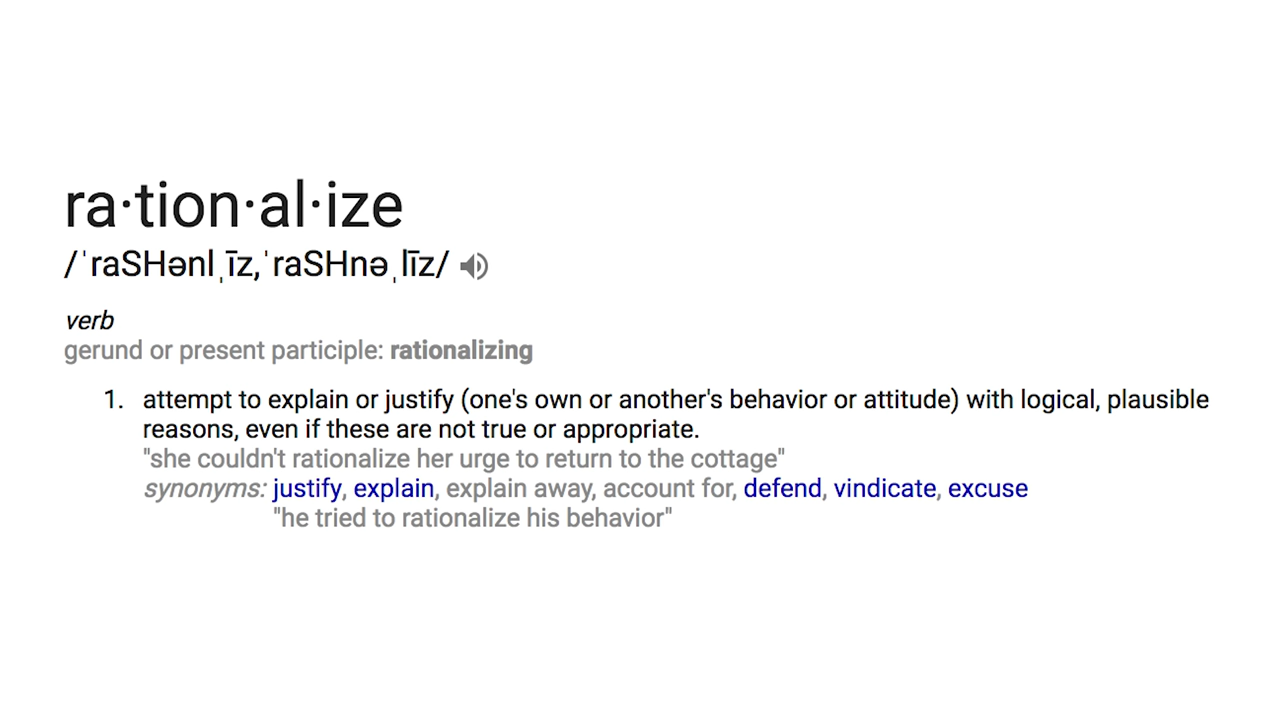 ra·tion·al·ize
/ˈraSHənlˌīz,ˈraSHnəˌlīz/
verb
gerund or present participle: rationalizing
1. attempt to explain or justify (one's own or another's behavior or attitude) with logical, plausible
reasons, even if these are not true or appropriate.
"she couldn't rationalize her urge to return to the cottage"
synonyms: justify, explain, explain away, account for, defend, vindicate, excuse
"he tried to rationalize his behavior"